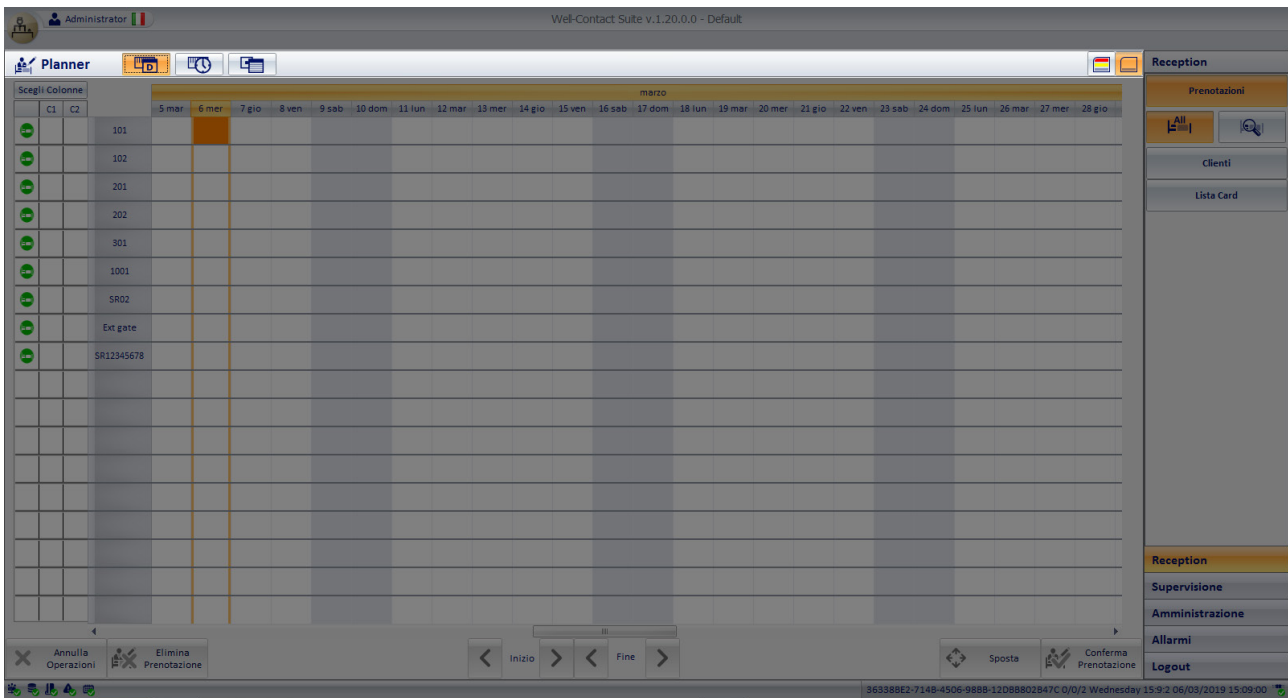 Administrator
Well-Contact Suite v.1.20.0.0 - Default
Planner
D
Reception
Scegli Colonne
marzo
Prenotazioni
C1 C2 5 mar 6 mer 7 gio 8 ven 9 sab 10 dom 11 lun 12 mar 13 mer 14 gio 15 ven 16 sab 17 dom 18 lun 19 mar 20 mer 21 gio 22 ven 23 sab 24 dom 25 lun 26 mar 27 mer 28 gio
All
101
102
Clienti
201
Lista Card
202
301
1001
SR02
Ext gate
SR12345678
Reception
Supervisione
Amministrazione
Allarmi
Logout
Annulla Operazioni
Elimina Prenotazione
Inizio
Fine
Sposta
Conferma Prenotazione
36338BE2-714B-4506-98BB-12DBB802B47C 0/0/2 Wednesday 15:9:2 06/03/2019 15:09:00